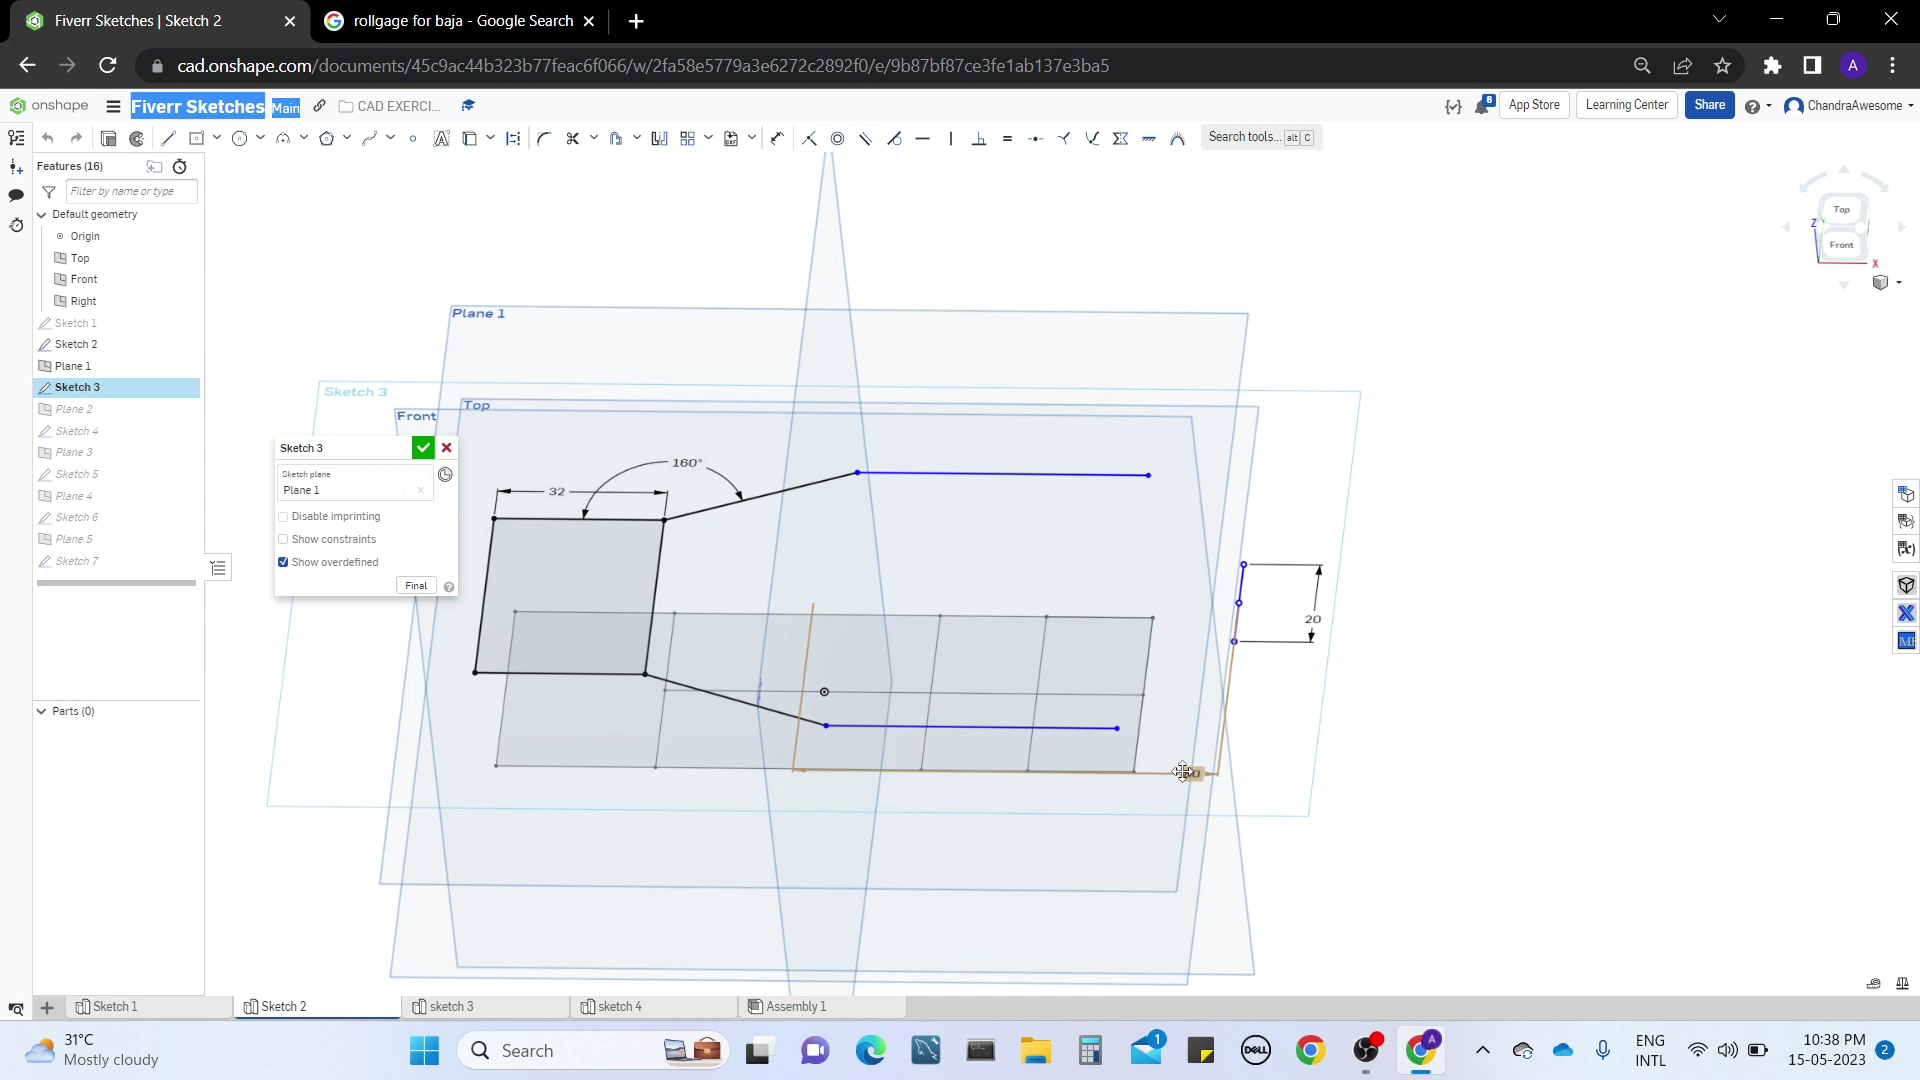 Fiverr Sketches | Sketch 2
rollgage for baja - Google Search
cad.onshape.com/documents/45c9ac44b323b77feac6f066/w/2fa58e5779a3e6272c2892f0/e/9b87bf87ce3fe1ab137e3ba5
A
onshape
Fiverr Sketches
Main
CAD EXERCI...
6
App Store
Learning Center
Share
ChandraAwesome
Search tools... alt C
Features (16)
Filter by name or type
Default geometry
Origin
Top
Front
Right
Sketch 1
Sketch 2
Plane 1
Sketch 3
Plane 2
Sketch 4
Plane 3
Sketch 5
Plane 4
Sketch 6
Plane 5
Sketch 7
Parts (0)
Sketch 3
Sketch plane
Plane 1
Disable imprinting
Show constraints
Show overdefined
Final
Plane 1
Sketch 3
Top
Front
160°
32
20
Top
Front
Z
X
Sketch 1
Sketch 2
sketch 3
sketch 4
Assembly 1
31°C
Mostly cloudy
Search
DELL
1
A
ENG
INTL
10:38 PM
15-05-2023
2